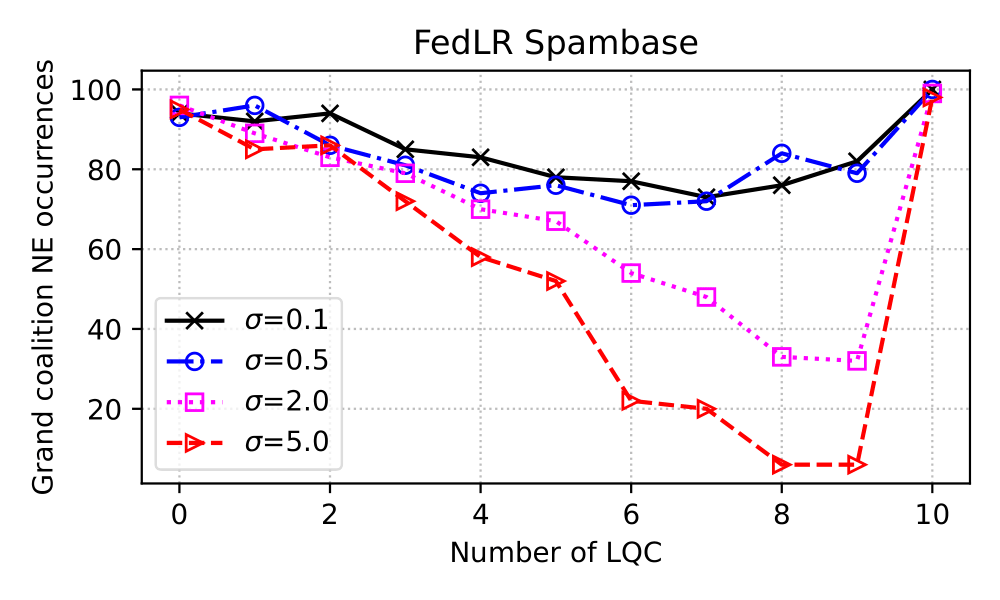 FedLR Spambase
Grand coalition NE occurrences
100
80
60
40
20
σ=0.1
σ=0.5
σ=2.0
σ=5.0
0 2 4 6 8 10
Number of LQC